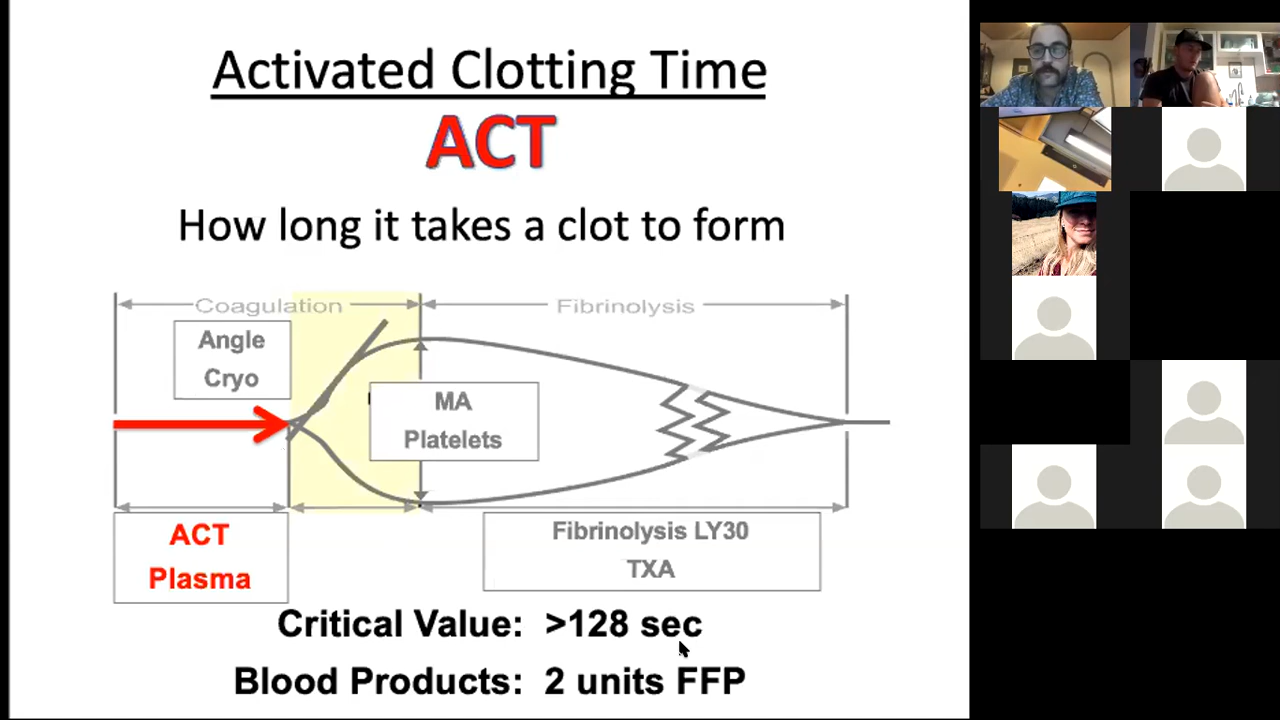 Activated Clotting Time
ACT
How long it takes a clot to form
Coagulation
Fibrinolysis
Angle
Cryo
MA
Platelets
ACT
Plasma
Fibrinolysis LY30
TXA
Critical Value: >128 sec
Blood Products: 2 units FFP